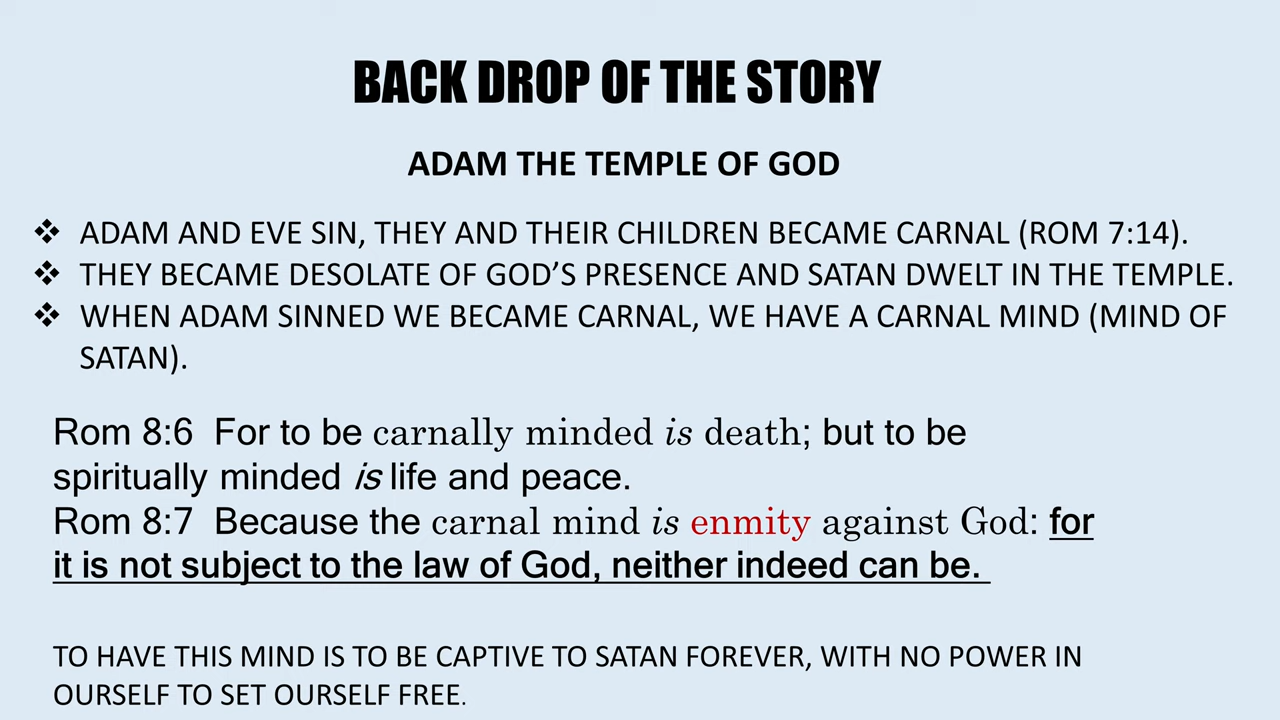 BACK DROP OF THE STORY
ADAM THE TEMPLE OF GOD
❖ ADAM AND EVE SIN, THEY AND THEIR CHILDREN BECAME CARNAL (ROM 7:14).
❖ THEY BECAME DESOLATE OF GOD’S PRESENCE AND SATAN DWELT IN THE TEMPLE.
❖ WHEN ADAM SINNED WE BECAME CARNAL, WE HAVE A CARNAL MIND (MIND OF
SATAN).
Rom 8:6 For to be carnally minded is death; but to be
spiritually minded is life and peace.
Rom 8:7 Because the carnal mind is enmity against God: for
it is not subject to the law of God, neither indeed can be.
TO HAVE THIS MIND IS TO BE CAPTIVE TO SATAN FOREVER, WITH NO POWER IN
OURSELF TO SET OURSELF FREE.